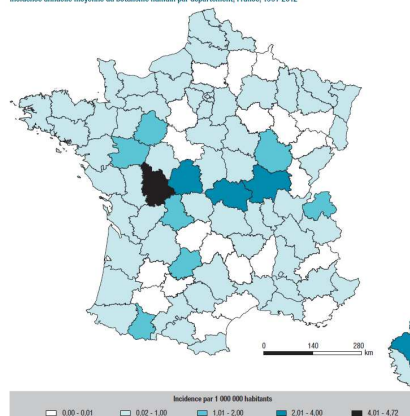 Incidence annuelle moyenne du botulisme humain par département, France, 1991-2012
0 140 280
km
Incidence par 1 000 000 habitants
0,00 - 0,01 0,02 - 1,00 1,01 - 2,00 2,01 - 4,00 4,01 - 4,72